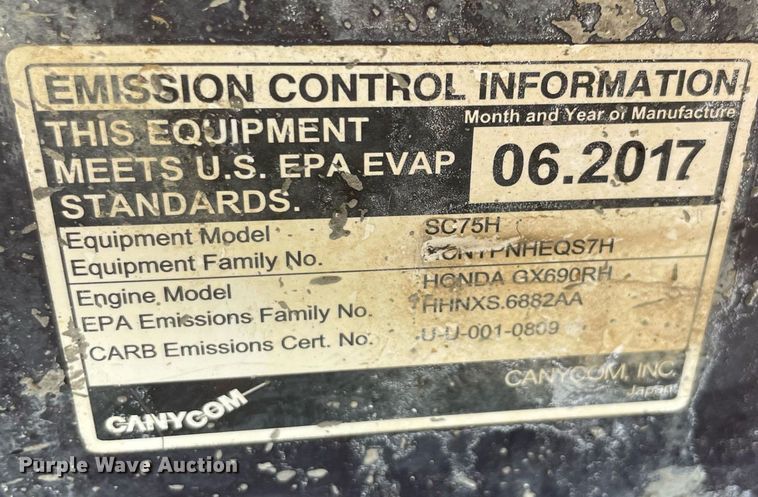 EMISSION CONTROL INFORMATION
THIS EQUIPMENT
MEETS U.S. EPA EVAP
STANDARDS.
Month and Year of Manufacture
06.2017
Equipment Model SC75H
Equipment Family No.
Engine Model HONDA GX690RH
EPA Emissions Family No. HHNXS.6882AA
CARB Emissions Cert. No. U-U-001-0809
CANYCOM
CANYCOM, INC.
Japan
Purple Wave Auction